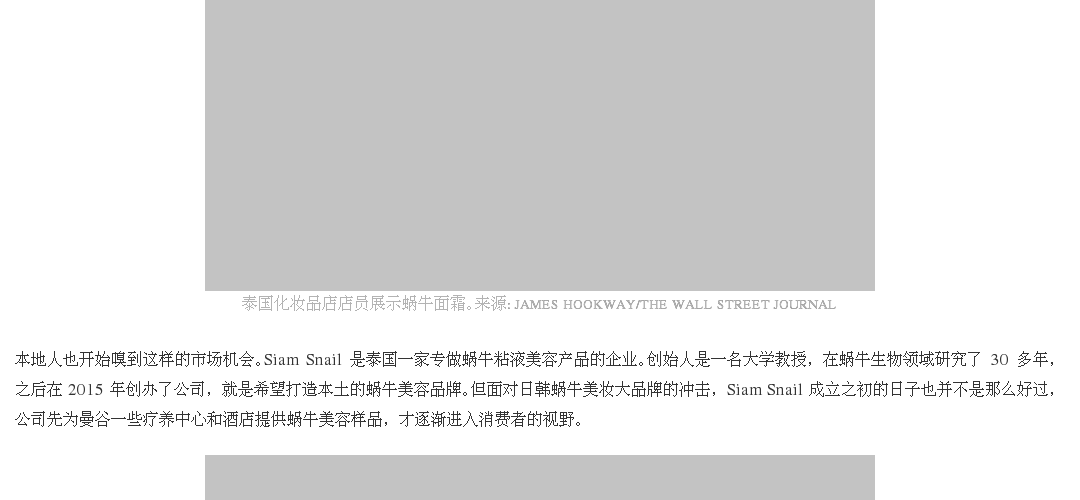 泰国化妆品店店员展示蜗牛面霜。来源: JAMES HOOKWAY/THE WALL STREET JOURNAL
本地人也开始嗅到这样的市场机会。Siam Snail 是泰国一家专做蜗牛粘液美容产品的企业。创始人是一名大学教授，在蜗牛生物领域研究了 30 多年，
之后在 2015 年创办了公司，就是希望打造本土的蜗牛美容品牌。但面对日韩蜗牛美妆大品牌的冲击，Siam Snail 成立之初的日子也并不是那么好过，
公司先为曼谷一些疗养中心和酒店提供蜗牛美容样品，才逐渐进入消费者的视野。